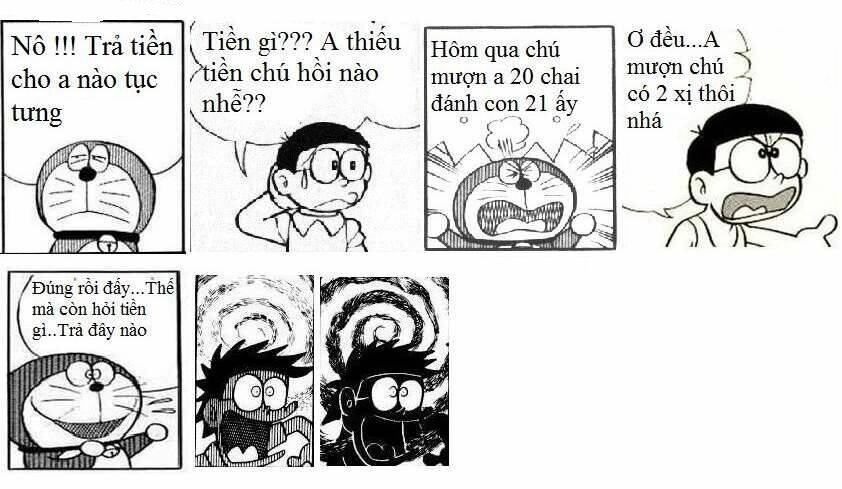 Nô !!! Trả tiền
cho a nào tục
tưng
Tiền gì??? A thiếu
tiền chú hồi nào
nhễ??
Hôm qua chú
mượn a 20 chai
đánh con 21 ấy
Ơ đều...A
mượn chú
có 2 xị thôi
nhá
Đúng rồi đấy...Thế
mà còn hỏi tiền
gì..Trả đây nào